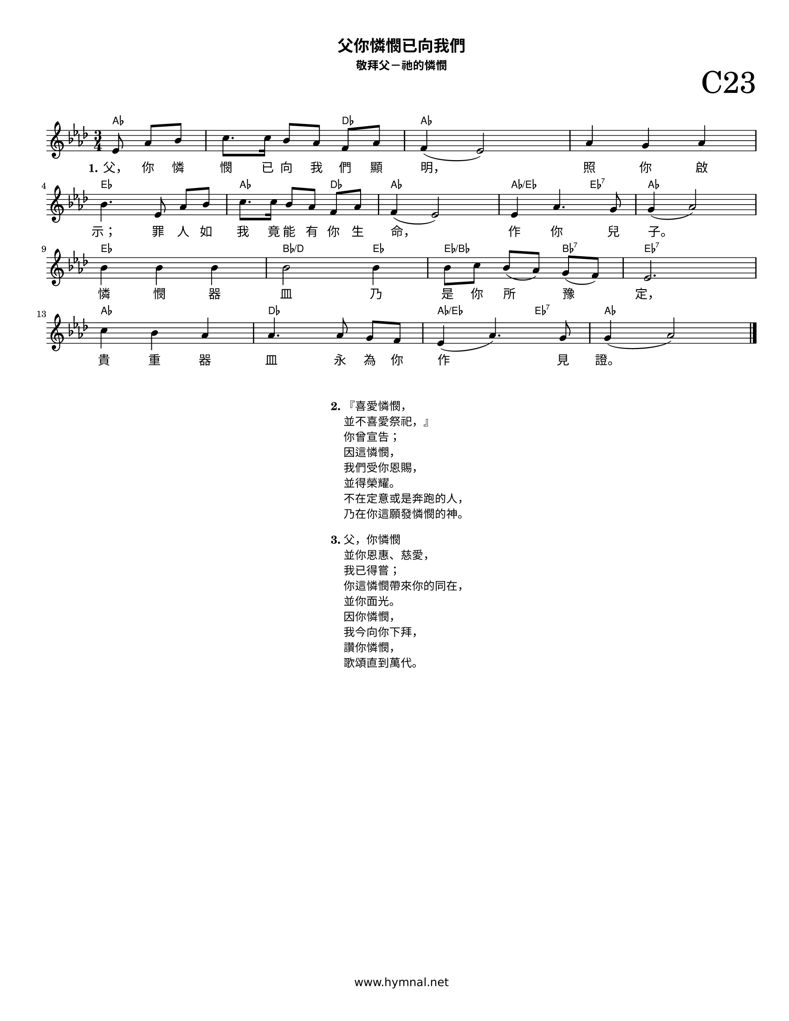 父你憐憫已向我們
敬拜父－祂的憐憫
C23
A♭ D♭ A♭
3/4
1. 父， 你 憐 憫 已 向 我 們 顯 明， 照 你 啟
E♭ A♭ D♭ A♭ A♭/E♭ E♭7 A♭
4
示； 罪 人 如 我 竟 能 有 你 生 命， 作 你 兒 子。
E♭ B♭/D E♭ E♭/B♭ B♭7 E♭7
9
憐 憫 器 皿 乃 是 你 所 豫 定，
A♭ D♭ A♭/E♭ E♭7 A♭
13
貴 重 器 皿 永 為 你 作 見 證。
2. 『喜愛憐憫，
並不喜愛祭祀，』
你曾宣告；
因這憐憫，
我們受你恩賜，
並得榮耀。
不在定意或是奔跑的人，
乃在你這願發憐憫的神。
3. 父，你憐憫
並你恩惠、慈愛，
我已得嘗；
你這憐憫帶來你的同在，
並你面光。
因你憐憫，
我今向你下拜，
讚你憐憫，
歌頌直到萬代。
www.hymnal.net